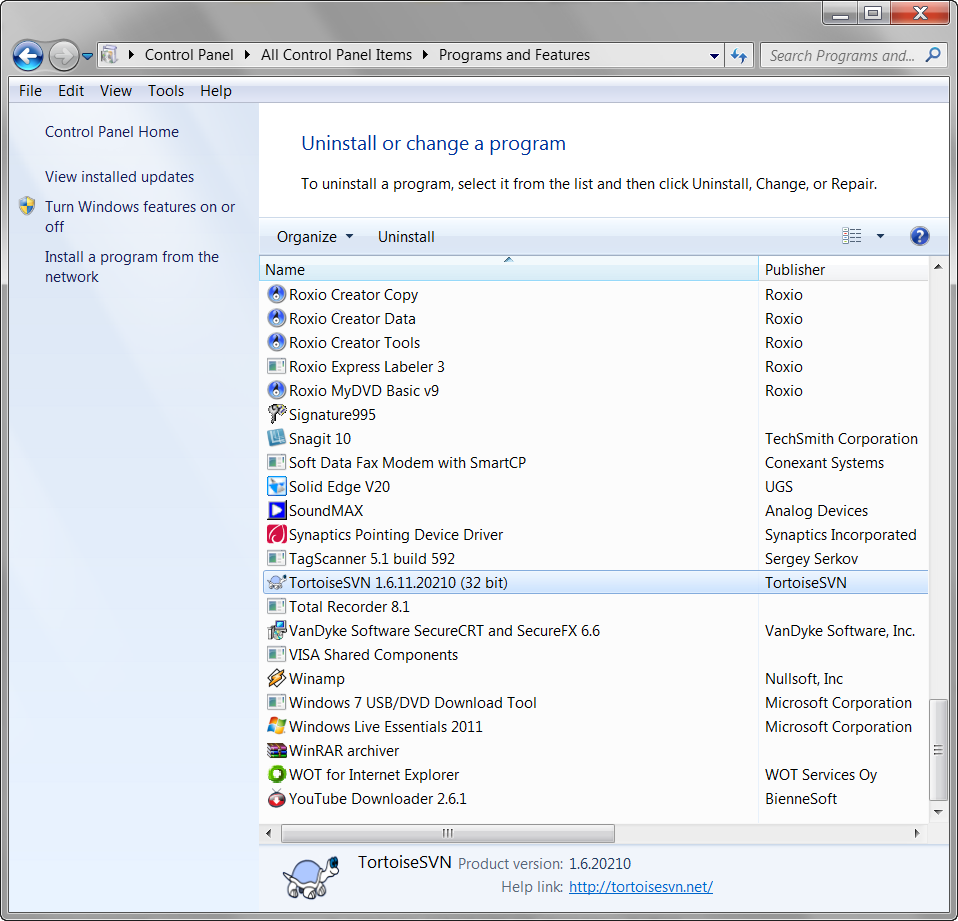 Control Panel All Control Panel Items Programs and Features Search Programs and...
File Edit View Tools Help
Control Panel Home
View installed updates
Turn Windows features on or
off
Install a program from the
network
Uninstall or change a program
To uninstall a program, select it from the list and then click Uninstall, Change, or Repair.
Organize Uninstall
Name Publisher
Roxio Creator Copy Roxio
Roxio Creator Data Roxio
Roxio Creator Tools Roxio
Roxio Express Labeler 3 Roxio
Roxio MyDVD Basic v9 Roxio
Signature995
Snagit 10 TechSmith Corporation
Soft Data Fax Modem with SmartCP Conexant Systems
Solid Edge V20 UGS
SoundMAX Analog Devices
Synaptics Pointing Device Driver Synaptics Incorporated
TagScanner 5.1 build 592 Sergey Serkov
TortoiseSVN 1.6.11.20210 (32 bit) TortoiseSVN
Total Recorder 8.1
VanDyke Software SecureCRT and SecureFX 6.6 VanDyke Software, Inc.
VISA Shared Components
Winamp Nullsoft, Inc
Windows 7 USB/DVD Download Tool Microsoft Corporation
Windows Live Essentials 2011 Microsoft Corporation
WinRAR archiver
WOT for Internet Explorer WOT Services Oy
YouTube Downloader 2.6.1 BienneSoft
TortoiseSVN Product version: 1.6.20210
Help link: http://tortoisesvn.net/